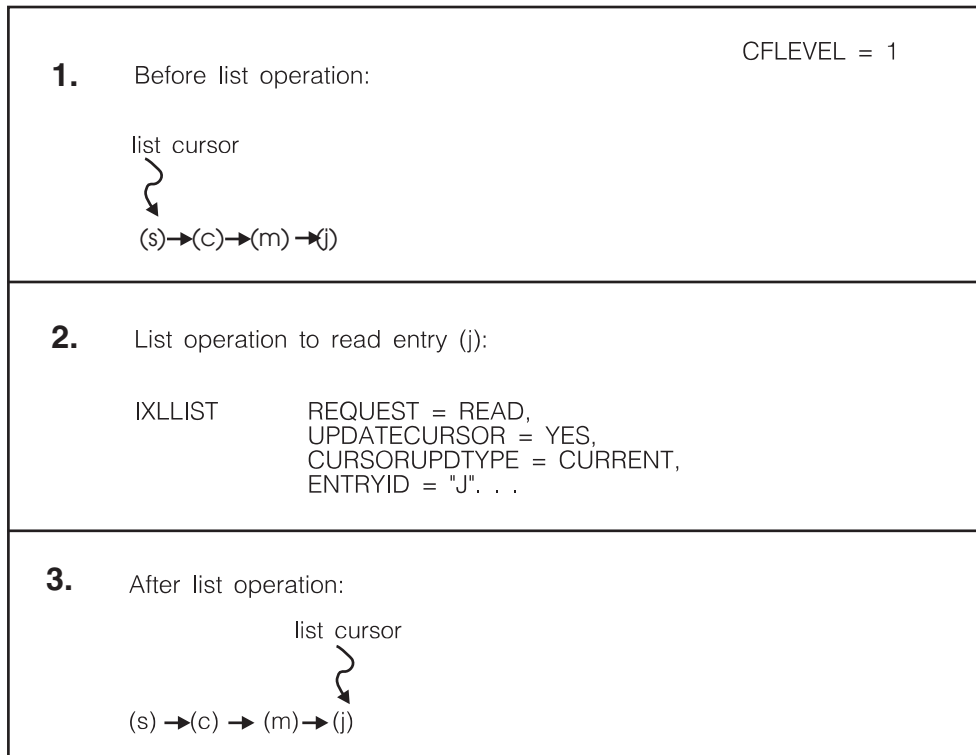 CFLEVEL = 1
1. Before list operation:
list cursor
(s)→(c)→(m)→(j)
2. List operation to read entry (j):
IXLLIST REQUEST = READ,
UPDATECURSOR = YES,
CURSORUPDTYPE = CURRENT,
ENTRYID = "J". . .
3. After list operation:
list cursor
(s) →(c) → (m)→ (j)